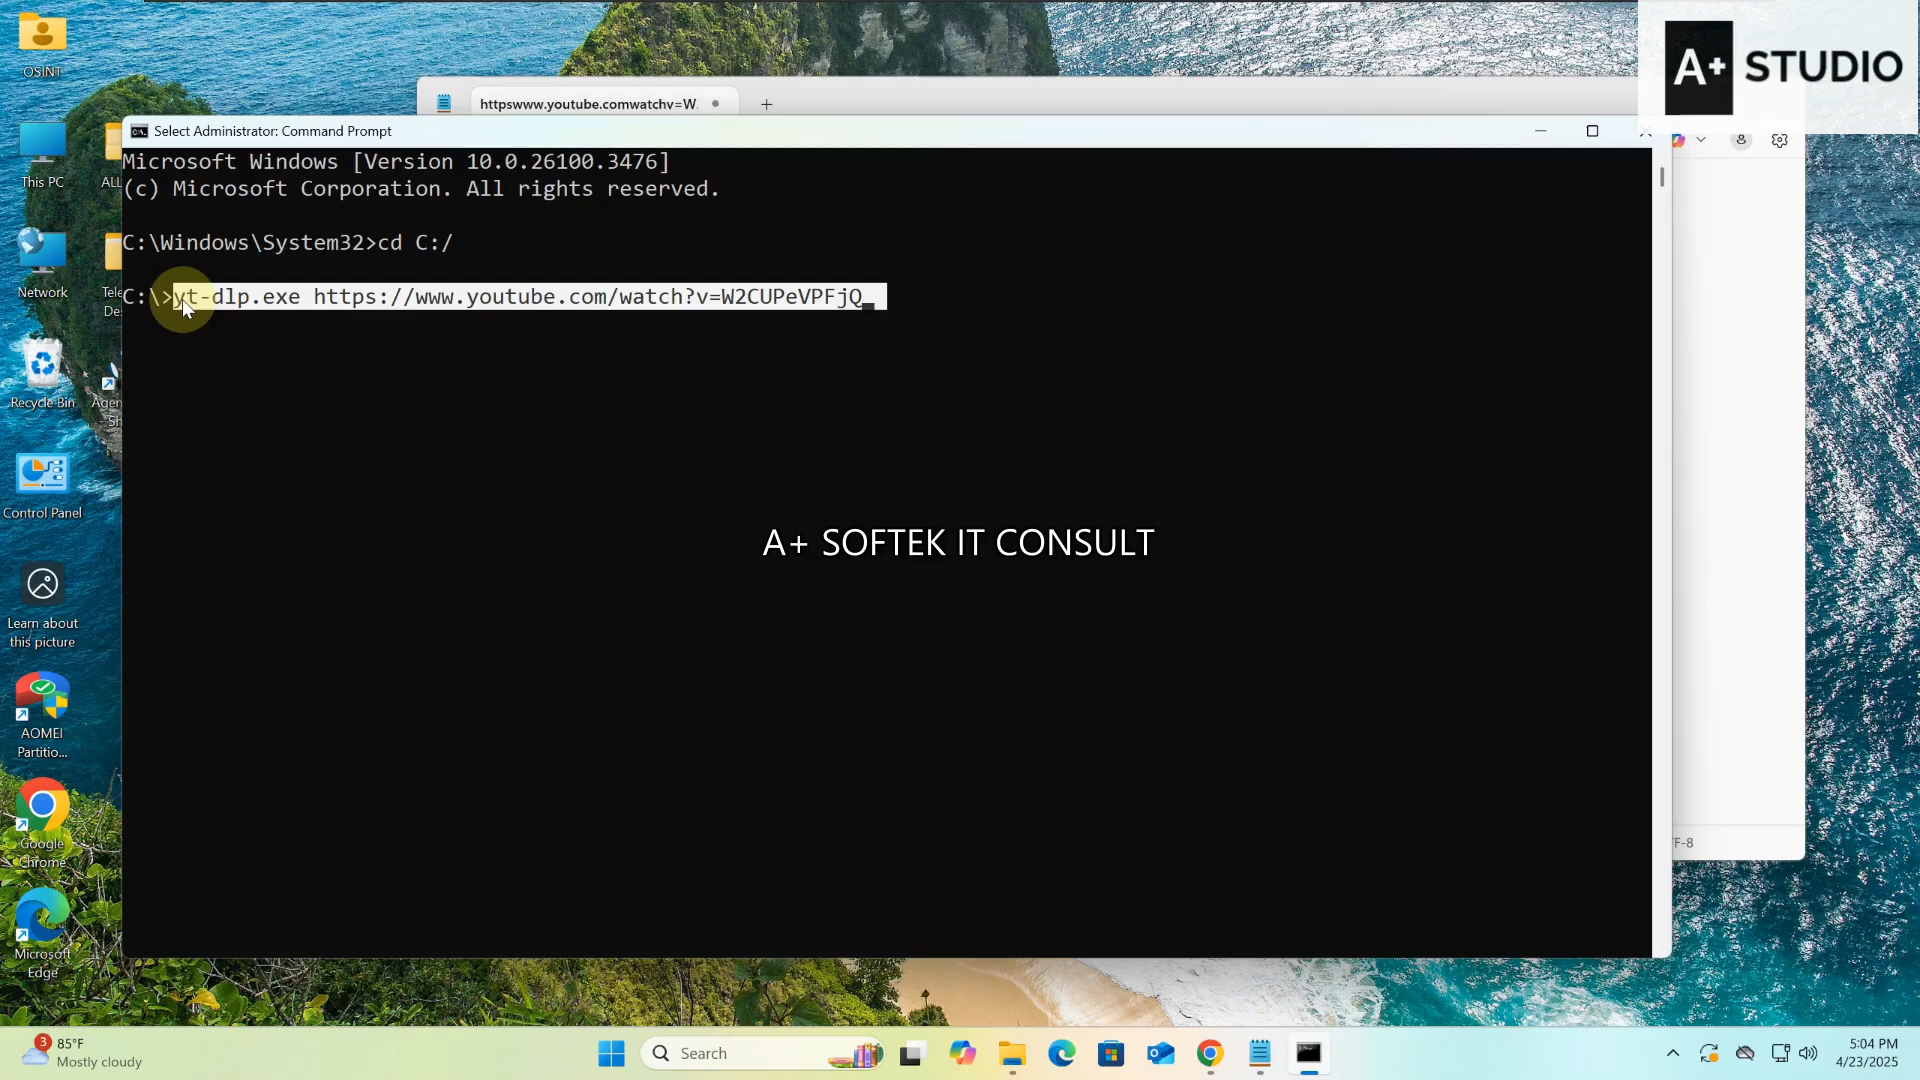 OSINT
A+ STUDIO
httpswww.youtube.comwatchv=W
Select Administrator: Command Prompt
Microsoft Windows [Version 10.0.26100.3476]
(c) Microsoft Corporation. All rights reserved.
C:\Windows\System32>cd C:/
C:\>yt-dlp.exe https://www.youtube.com/watch?v=W2CUPeVPFjQ
This PC
Network
Recycle Bin
Control Panel
A+ SOFTEK IT CONSULT
Learn about
this picture
AOMEI
Partitio...
Google
Chrome
Microsoft
Edge
3
85°F
Mostly cloudy
Search
5:04 PM
4/23/2025